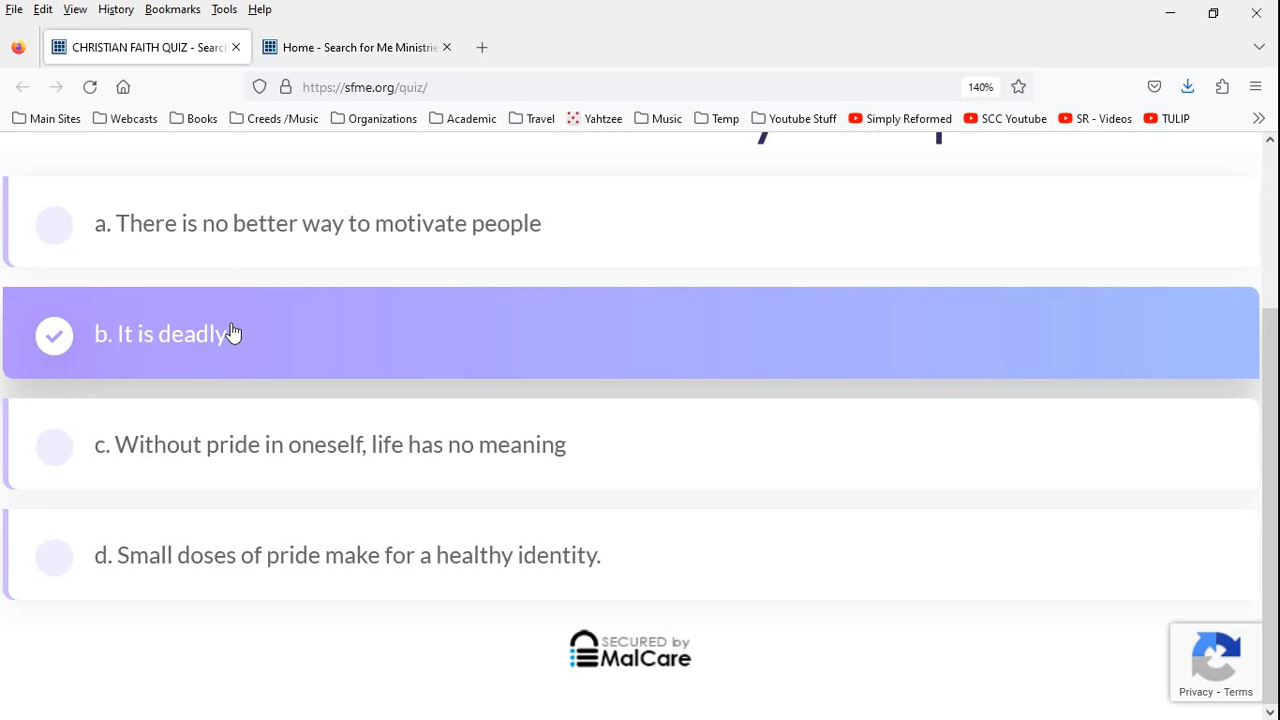 File Edit View History Bookmarks Tools Help
CHRISTIAN FAITH QUIZ - Searc
Home - Search for Me Ministrie
https://sfme.org/quiz/
140%
Main Sites Webcasts Books Creeds /Music Organizations Academic Travel Yahtzee Music Temp Youtube Stuff Simply Reformed SCC Youtube SR - Videos TULIP
a. There is no better way to motivate people
b. It is deadly
c. Without pride in oneself, life has no meaning
d. Small doses of pride make for a healthy identity.
SECURED by
MalCare
Privacy - Terms